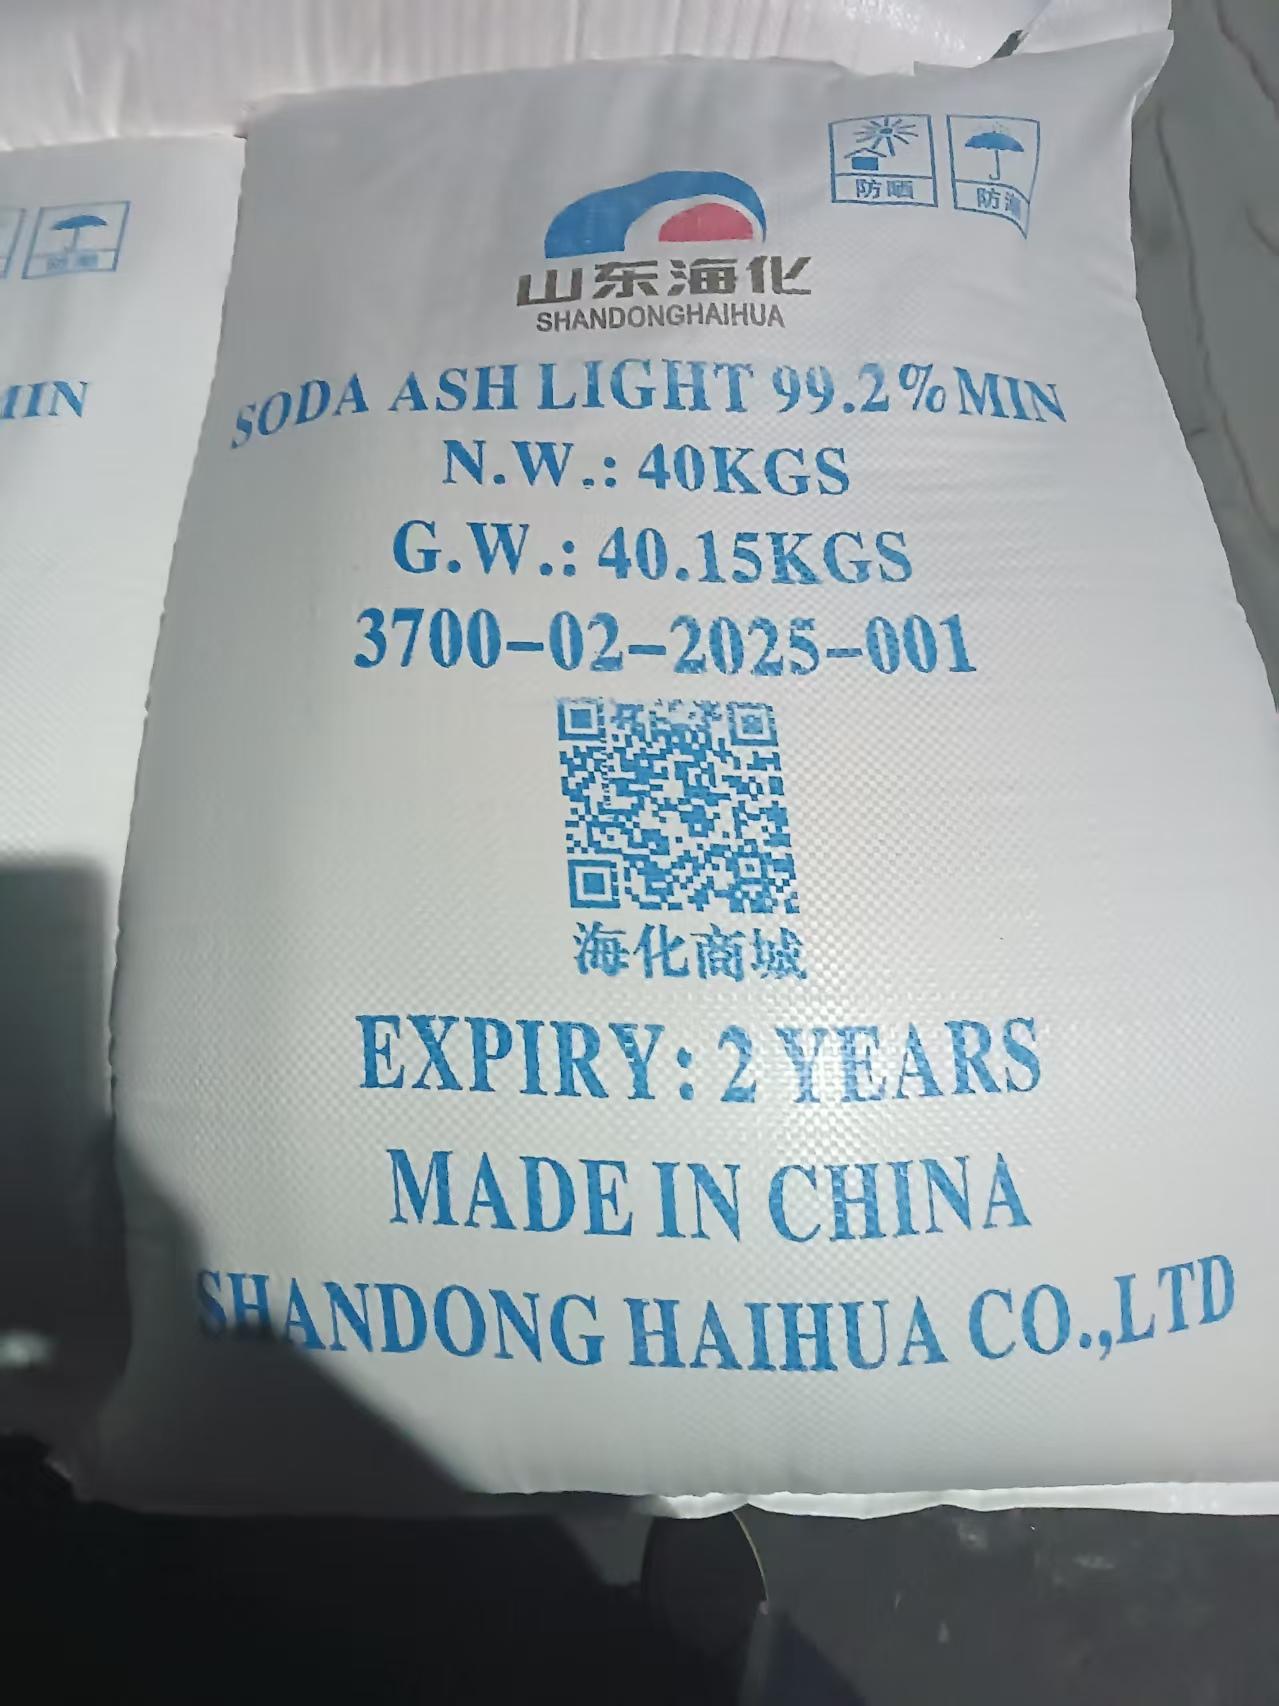 防晒
防潮
山东海化
SHANDONGHAIHUA
SODA ASH LIGHT 99.2% MIN
N.W.: 40KGS
G.W.: 40.15KGS
3700-02-2025-001
海化商城
EXPIRY: 2 YEARS
MADE IN CHINA
SHANDONG HAIHUA CO.,LTD
MIN